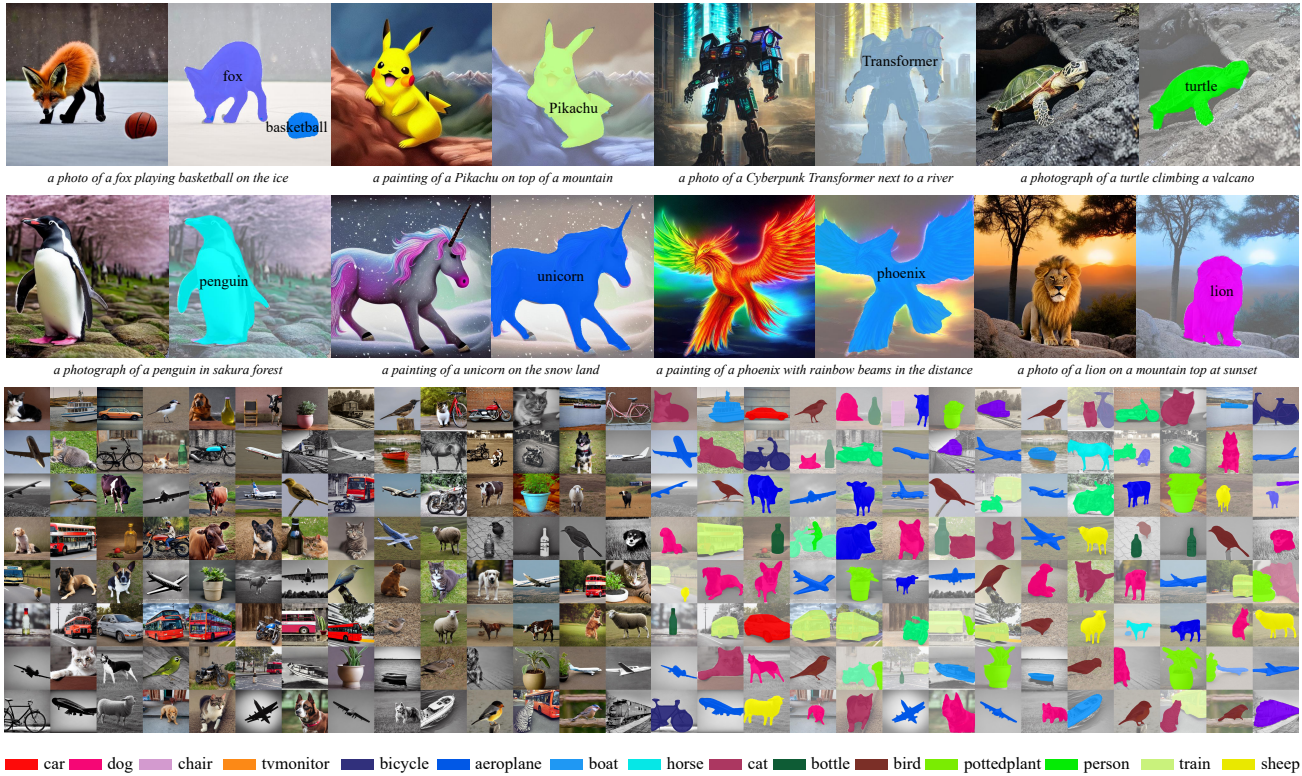 fox
basketball
Pikachu
Transformer
turtle
a photo of a fox playing basketball on the ice
a painting of a Pikachu on top of a mountain
a photo of a Cyberpunk Transformer next to a river
a photograph of a turtle climbing a valcano
penguin
unicorn
phoenix
lion
a photograph of a penguin in sakura forest
a painting of a unicorn on the snow land
a painting of a phoenix with rainbow beams in the distance
a photo of a lion on a mountain top at sunset
car dog chair tvmonitor bicycle aeroplane boat horse cat bottle bird pottedplant person train sheep